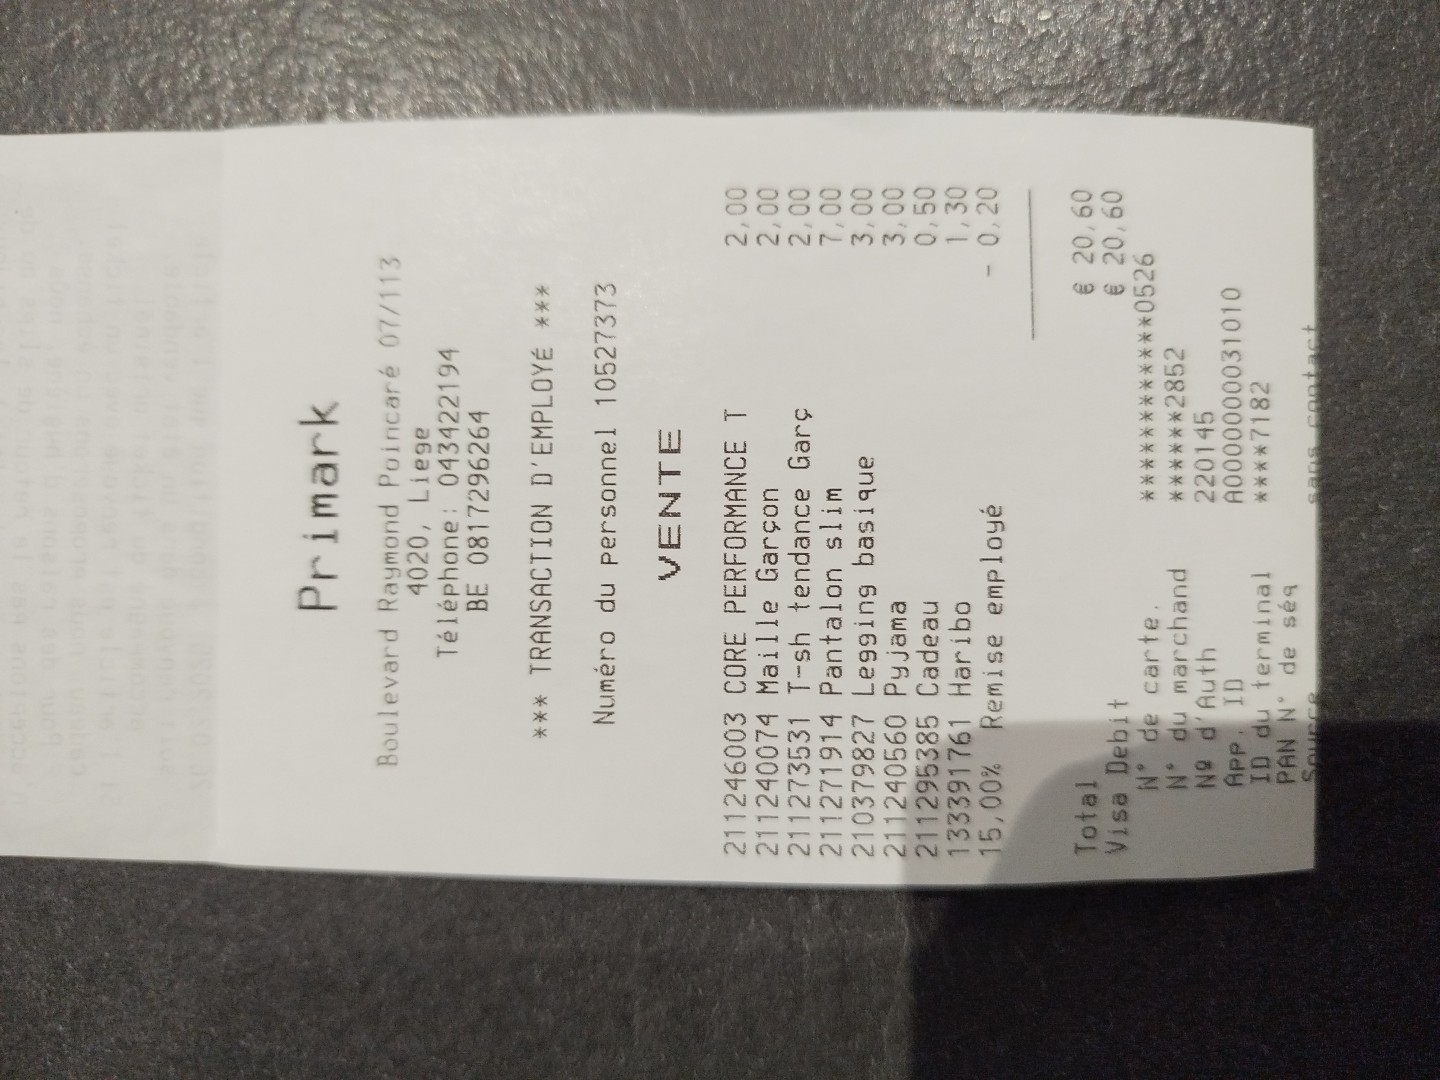 Primark
Boulevard Raymond Poincaré 07/113
4020, Liege
Téléphone: 043422194
BE 0817296264
*** TRANSACTION D'EMPLOYÉ ***
Numéro du personnel 10527373
VENTE
211246003 CORE PERFORMANCE T 2,00
211240074 Maille Garçon 2,00
211273531 T-sh tendance Garç 2,00
211271914 Pantalon slim 7,00
210379827 Legging basique 3,00
211240560 Pyjama 3,00
211295385 Cadeau 0,50
133391761 Haribo 1,30
15,00% Remise employé - 0,20
Total € 20,60
Visa Debit € 20,60
N° de carte. ************0526
N° du marchand ******2852
Nº d'Auth 220145
App. ID A0000000031010
ID du terminal ****7182
PAN N° de séq
Source sans contact